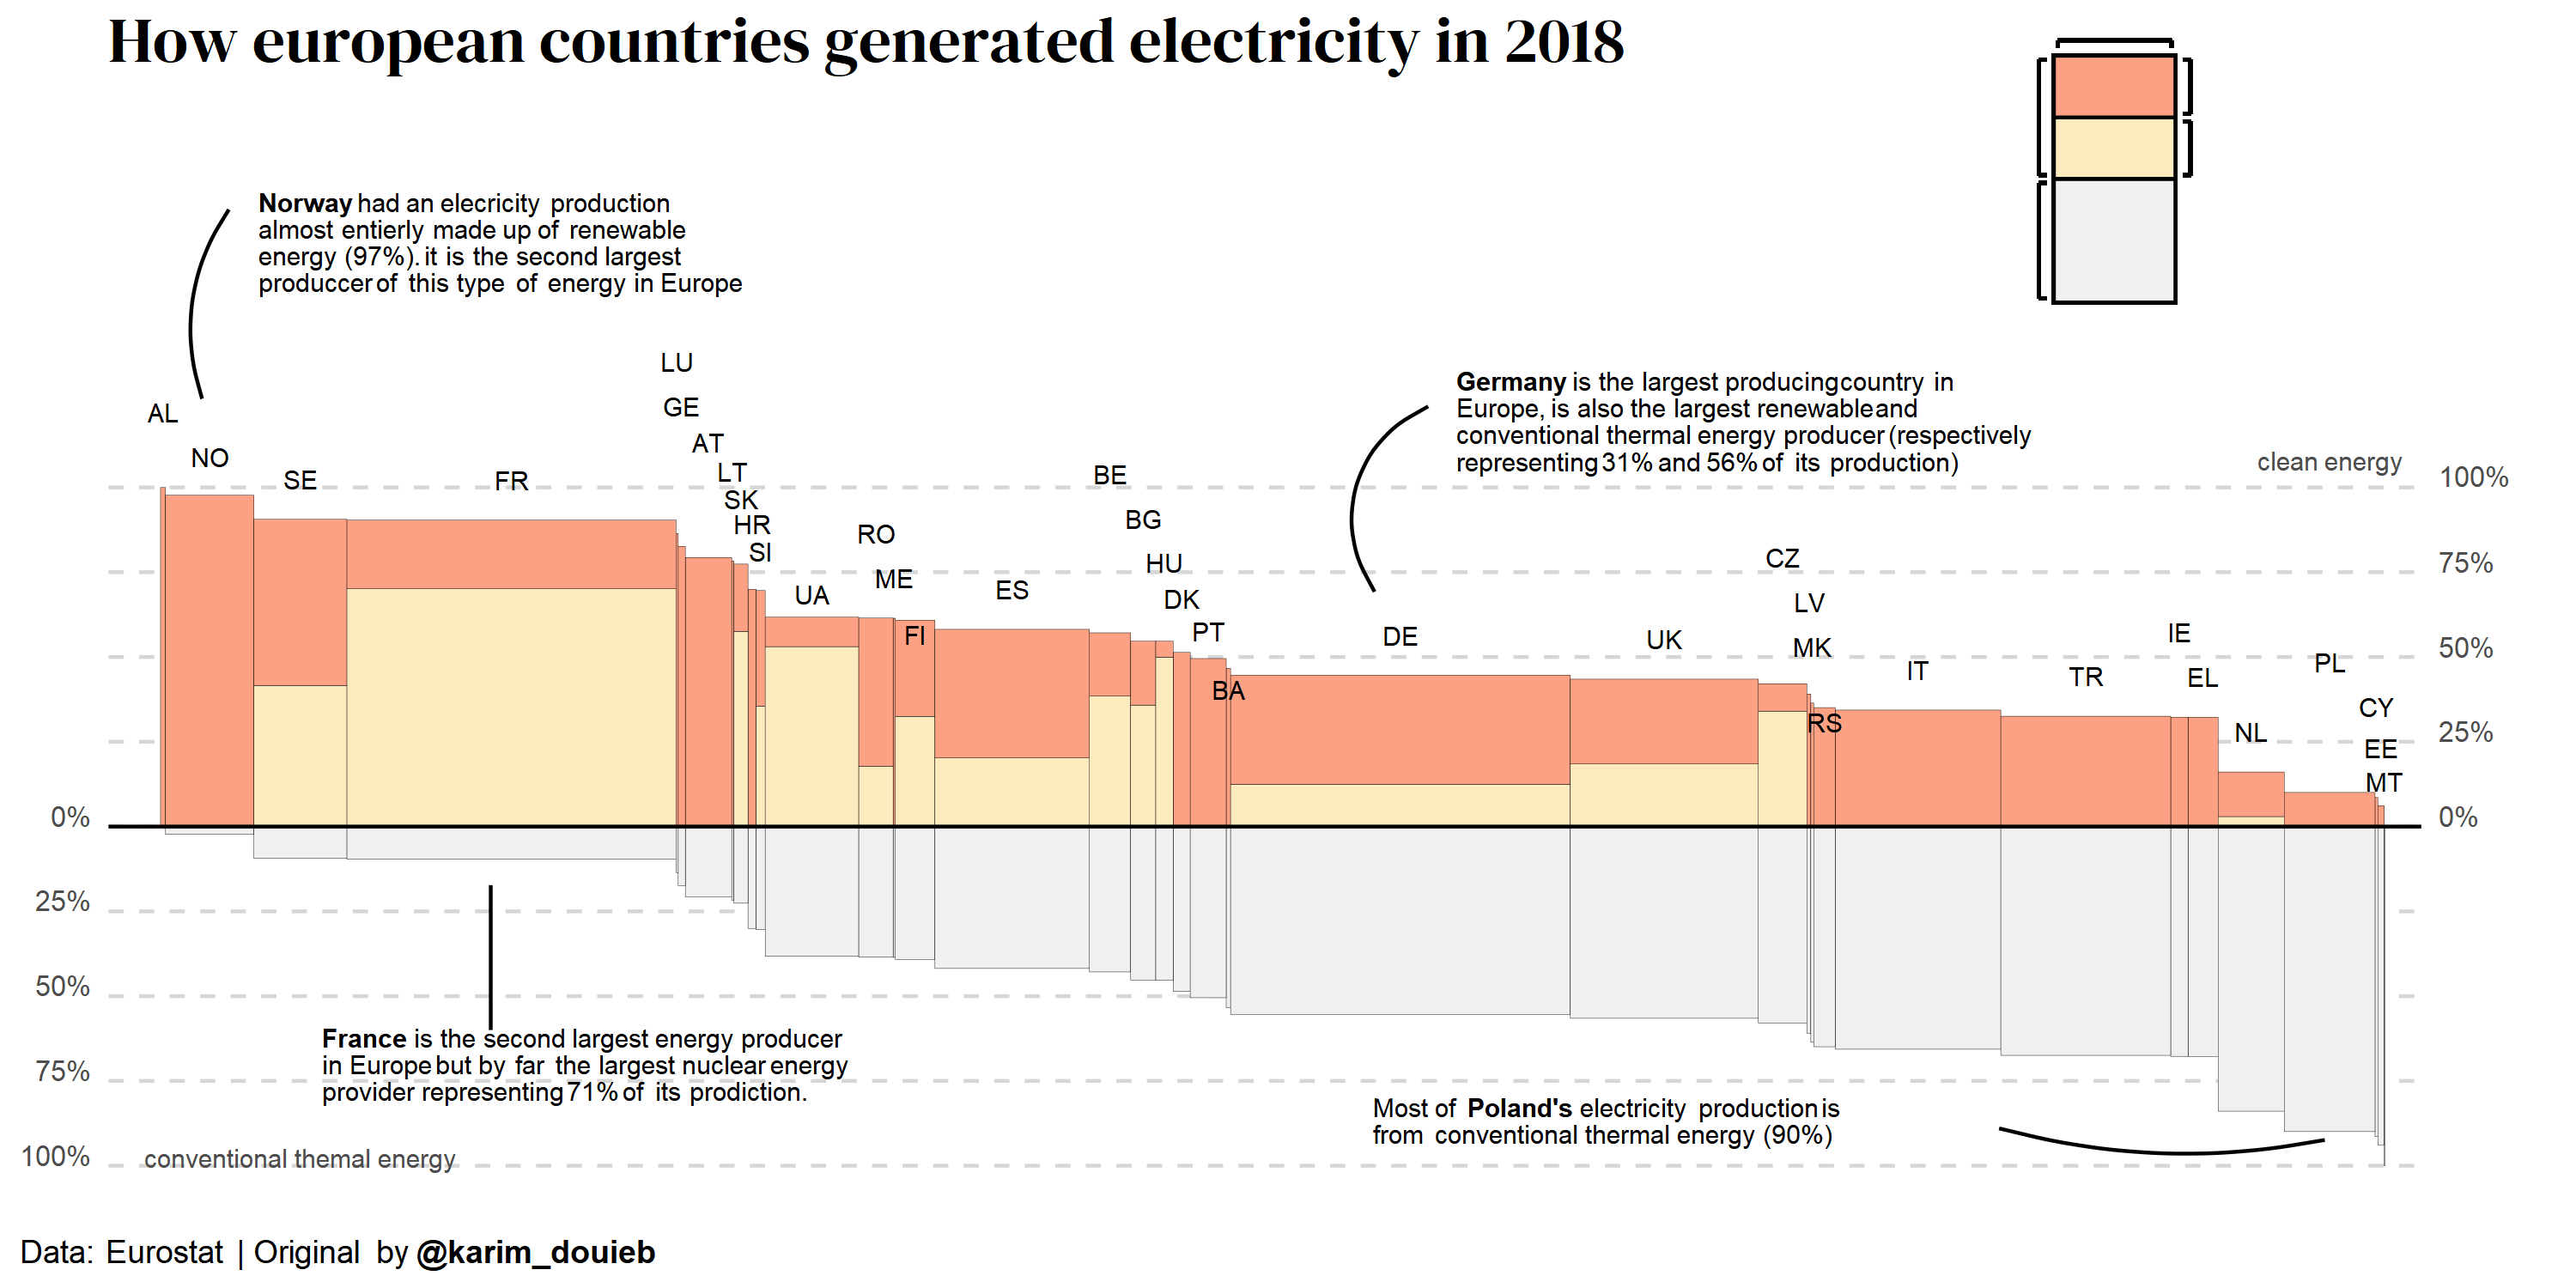 How european countries generated electricity in 2018
Norway had an elecricity production
almost entierly made up of renewable
energy (97%). it is the second largest
produccer of this type of energy in Europe
LU
GE
AL
NO
SE
FR
AT
LT
SK
HR
SI
UA
RO
ME
FI
ES
BE
BG
HU
DK
PT
BA
Germany is the largest producing country in
Europe, is also the largest renewable and
conventional thermal energy producer (respectively
representing 31% and 56% of its production)
DE
UK
CZ
LV
MK
RS
IT
TR
IE
EL
NL
PL
CY
EE
MT
clean energy
100%
75%
50%
25%
0%
0%
25%
50%
75%
100%
conventional themal energy
France is the second largest energy producer
in Europe but by far the largest nuclear energy
provider representing 71% of its prodiction.
Most of Poland's electricity production is
from conventional thermal energy (90%)
Data: Eurostat | Original by @karim_douieb